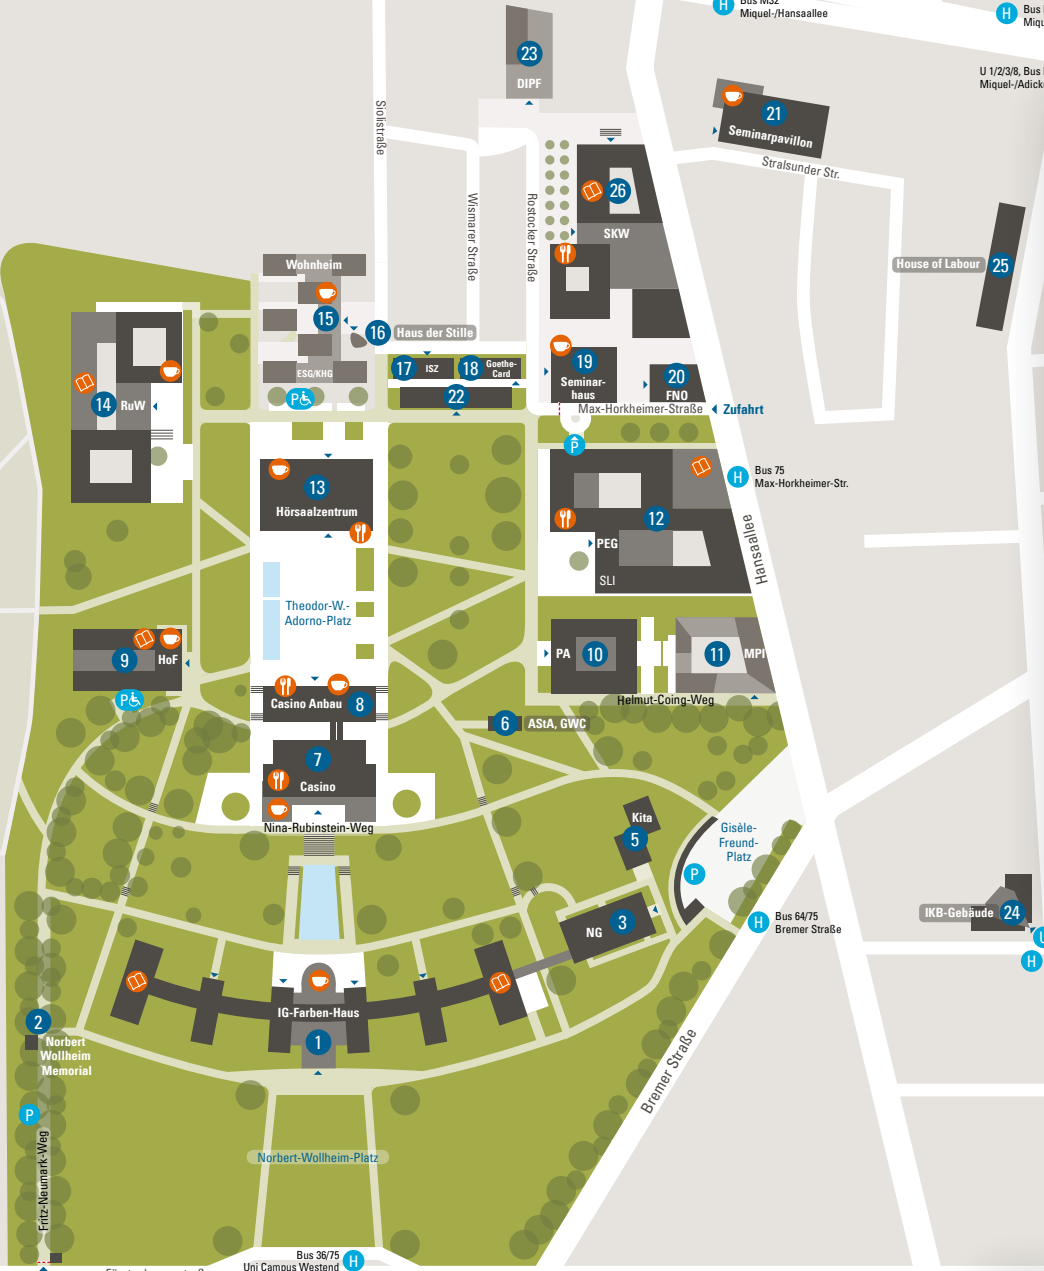 Bus M32
Miquel-/Hansaallee
H
H
Bus
U 1/2/3/8, Bus
23
DIPF
Siolistraße
21
Seminarpavillon
Stralsunder Str.
26
SKW
Wismarer Straße
Rostocker Straße
House of Labour
25
Wohnheim
15
16
Haus der Stille
ESG/KHG
P
17
ISZ
18
Goethe-
Card
22
19
Seminar-
haus
20
FNO
Max-Horkheimer-Straße
Zufahrt
P
14
RuW
13
Hörsaalzentrum
H
Bus 75
Max-Horkheimer-Str.
12
PEG
SLI
Hansaallee
Theodor-W.-
Adorno-Platz
9
HoF
P
PA
10
11
MPI
Helmut-Coing-Weg
Casino Anbau
8
6
AStA, GWC
7
Casino
Nina-Rubinstein-Weg
Kita
5
Gisèle-
Freund-
Platz
P
NG
3
H
Bus 64/75
Bremer Straße
IKB-Gebäude
24
U
H
IG-Farben-Haus
1
2
Norbert
Wollheim
Memorial
P
Fritz-Neumark-Weg
Bremer Straße
Norbert-Wollheim-Platz
Bus 36/75
Uni Campus Westend
H